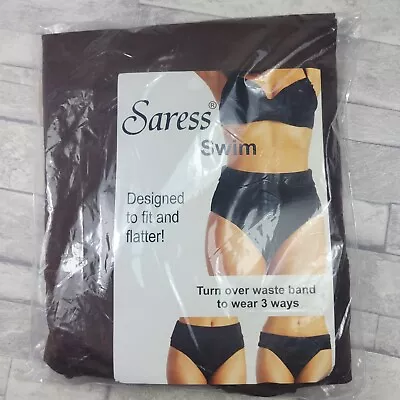 Saress®
Swim
Designed
to fit and
flatter!
Turn over waste band
to wear 3 ways